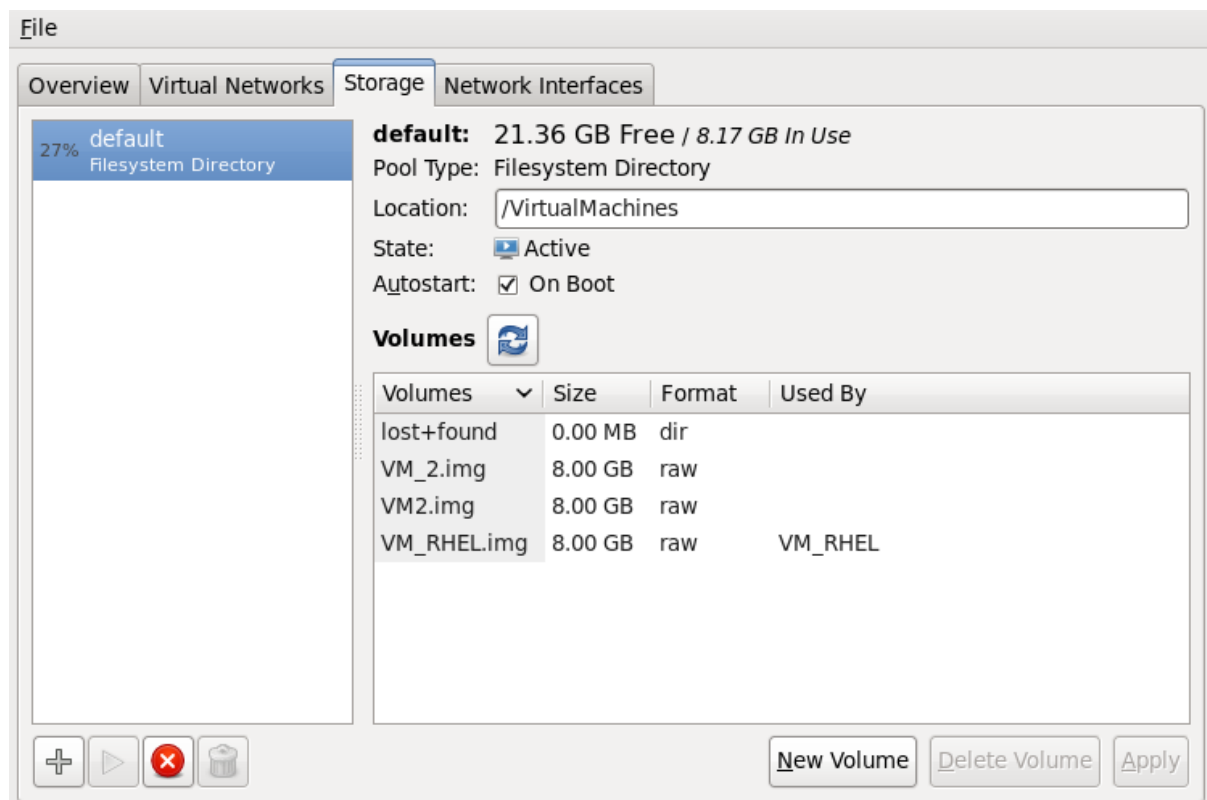 File
Overview Virtual Networks Storage Network Interfaces
27% default
Filesystem Directory
default: 21.36 GB Free / 8.17 GB In Use
Pool Type: Filesystem Directory
Location: /VirtualMachines
State: Active
Autostart: On Boot
Volumes
Volumes Size Format Used By
lost+found 0.00 MB dir
VM_2.img 8.00 GB raw
VM2.img 8.00 GB raw
VM_RHEL.img 8.00 GB raw VM_RHEL
New Volume Delete Volume Apply